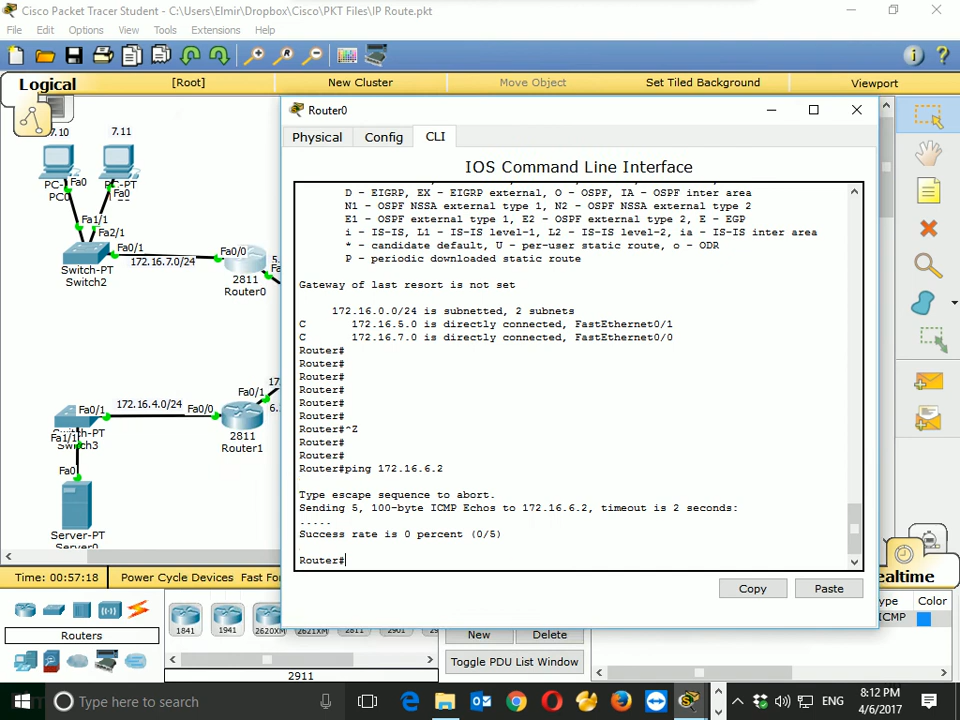 Cisco Packet Tracer Student - C:\Users\Elmir\Dropbox\Cisco\PKT Files\IP Route.pkt
File Edit Options View Tools Extensions Help
Logical [Root] New Cluster Move Object Set Tiled Background Viewport
Router0
Physical Config CLI
IOS Command Line Interface
D - EIGRP, EX - EIGRP external, O - OSPF, IA - OSPF inter area
N1 - OSPF NSSA external type 1, N2 - OSPF NSSA external type 2
E1 - OSPF external type 1, E2 - OSPF external type 2, E - EGP
i - IS-IS, L1 - IS-IS level-1, L2 - IS-IS level-2, ia - IS-IS inter area
* - candidate default, U - per-user static route, o - ODR
P - periodic downloaded static route
Gateway of last resort is not set
172.16.0.0/24 is subnetted, 2 subnets
C 172.16.5.0 is directly connected, FastEthernet0/1
C 172.16.7.0 is directly connected, FastEthernet0/0
Router#
Router#
Router#
Router#
Router#
Router#
Router#^Z
Router#
Router#
Router#ping 172.16.6.2
Type escape sequence to abort.
Sending 5, 100-byte ICMP Echos to 172.16.6.2, timeout is 2 seconds:
.....
Success rate is 0 percent (0/5)
Router#
Copy Paste
7.10 7.11
Fa0
PC0
Fa0
Fa1/1
Fa2/1
Fa0/1
172.16.7.0/24
Fa0/0
Switch-PT
Switch2
2811
Router0
Fa0/1
172.16.4.0/24
Fa0/0
Fa0/1
Fa1/1
Switch3
2811
Router1
Fa0
Server-PT
Server0
Time: 00:57:18 Power Cycle Devices
Realtime
Routers
1841 1941 2620XM 2621XM 2811 2901
2911
New Delete
Toggle PDU List Window
Color
ICMP
Type here to search
ENG
8:12 PM
4/6/2017